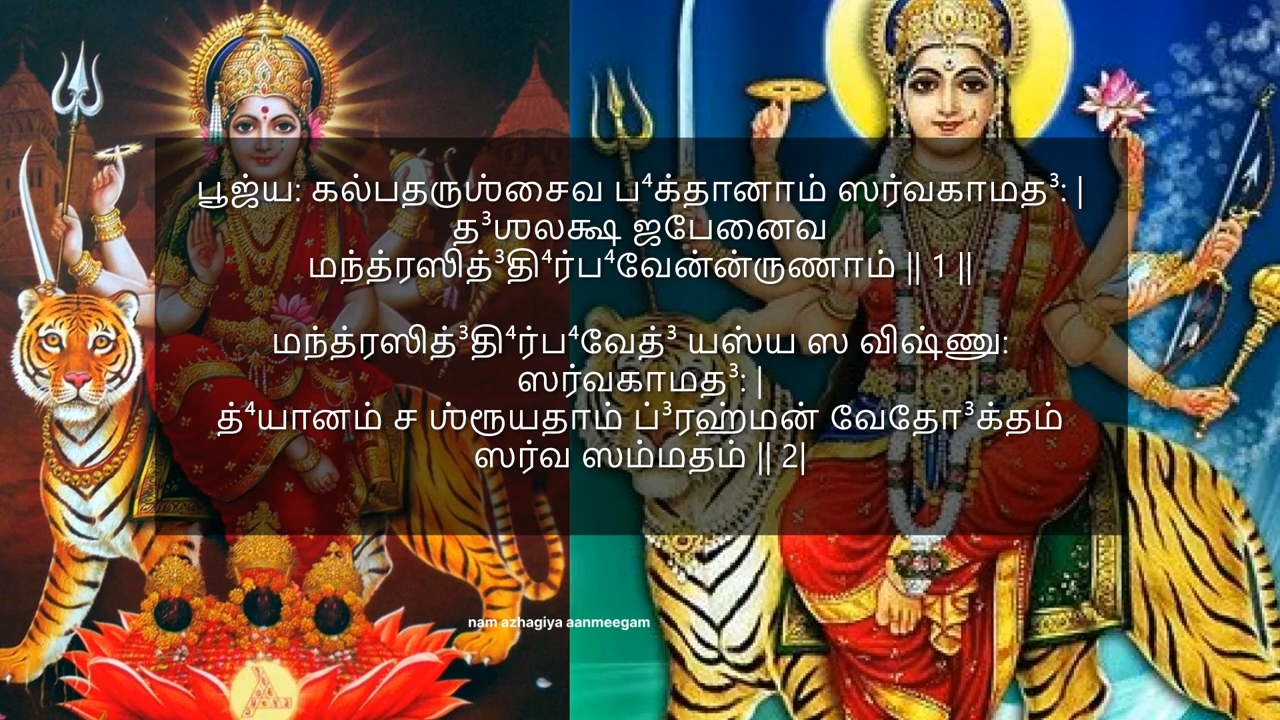 பூஜ்ய: கல்பதருஶ்சைவ ப⁴க்தானாம் ஸர்வகாமத³: |
த³ஶலக்ஷ ஜபேனைவ
மந்த்ரஸித்³தி⁴ர்ப⁴வேன்ன்ருணாம் || 1 ||
மந்த்ரஸித்³தி⁴ர்ப⁴வேத்³ யஸ்ய ஸ விஷ்ணு:
ஸர்வகாமத³: |
த்⁴யானம் ச ஶ்ரூயதாம் ப்³ரஹ்மன் வேதோ³க்தம்
ஸர்வ ஸம்மதம் || 2|
nam azhagiya aanmeegam